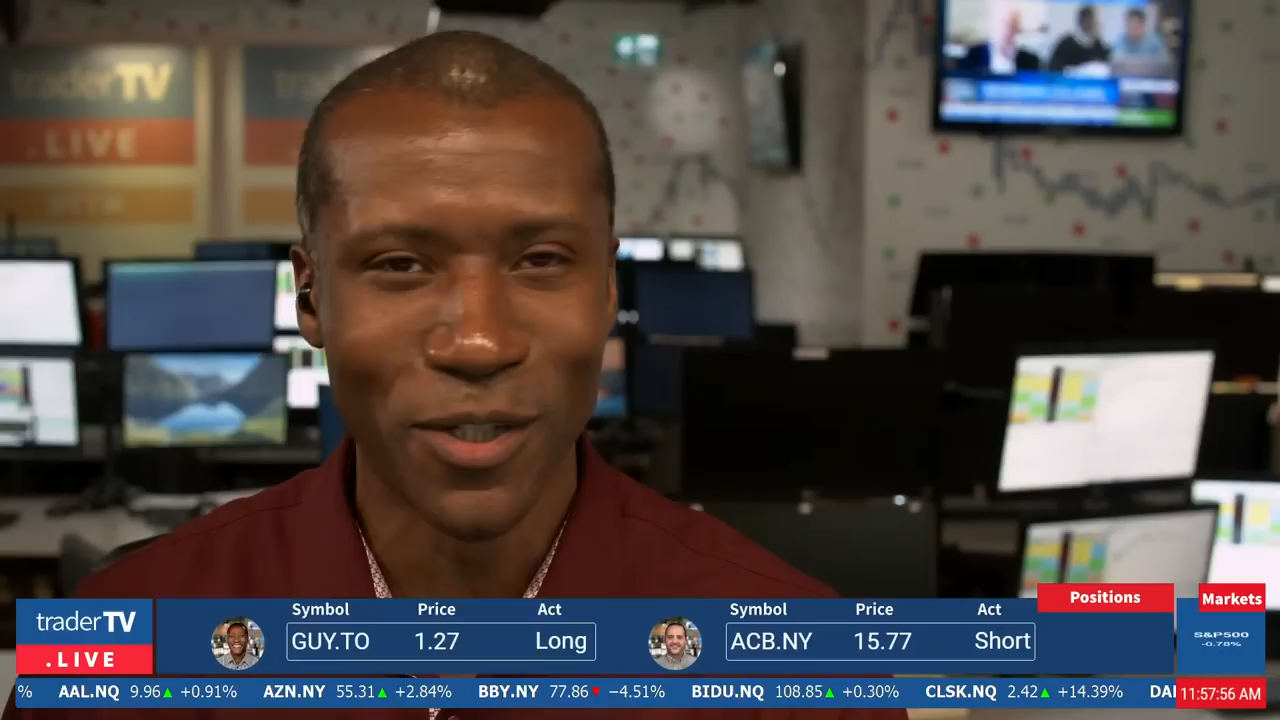 traderTV
.LIVE
trader
Symbol Price Act
GUY.TO 1.27 Long
Symbol Price Act
ACB.NY 15.77 Short
Positions
Markets
S&P500
-0.78%
traderTV
.LIVE
% AAL.NQ 9.96▲ +0.91% AZN.NY 55.31▲ +2.84% BBY.NY 77.86▼ −4.51% BIDU.NQ 108.85▲ +0.30% CLSK.NQ 2.42▲ +14.39% DAI
11:57:56 AM